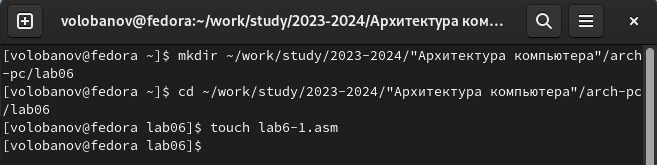 volobanov@fedora:~/work/study/2023-2024/Архитектура ком…
[volobanov@fedora ~]$ mkdir ~/work/study/2023-2024/"Архитектура компьютера"/arch
-pc/lab06
[volobanov@fedora ~]$ cd ~/work/study/2023-2024/"Архитектура компьютера"/arch-pc
/lab06
[volobanov@fedora lab06]$ touch lab6-1.asm
[volobanov@fedora lab06]$